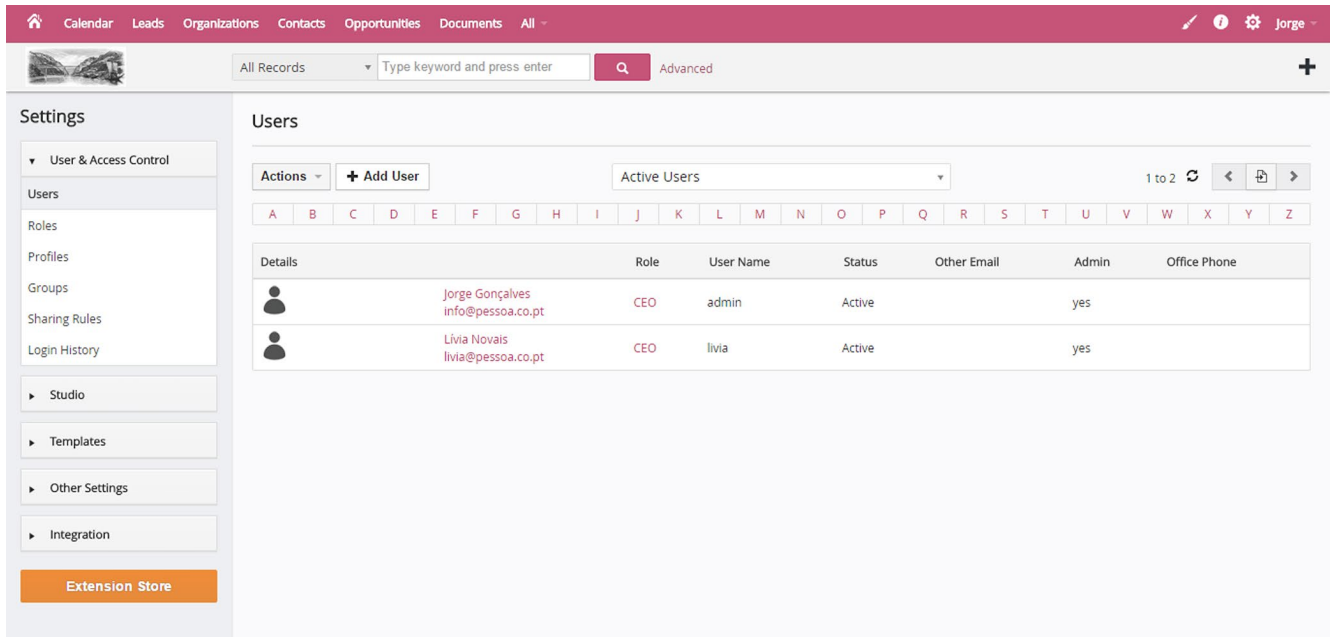 Calendar Leads Organizations Contacts Opportunities Documents All Jorge
All Records Type keyword and press enter Advanced
Settings
User & Access Control
Users
Roles
Profiles
Groups
Sharing Rules
Login History
Studio
Templates
Other Settings
Integration
Extension Store
Users
Actions + Add User Active Users 1 to 2
A B C D E F G H I J K L M N O P Q R S T U V W X Y Z
Details Role User Name Status Other Email Admin Office Phone
Jorge Gonçalves
info@pessoa.co.pt CEO admin Active yes
Lívia Novais
livia@pessoa.co.pt CEO livia Active yes